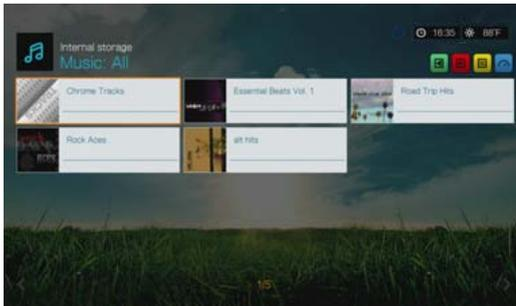 16:35 88°F
Internal storage
Music: All
Chrome Tracks
Essential Beats Vol. 1
Road Trip Hits
Rock Aces
alt hits
1/5